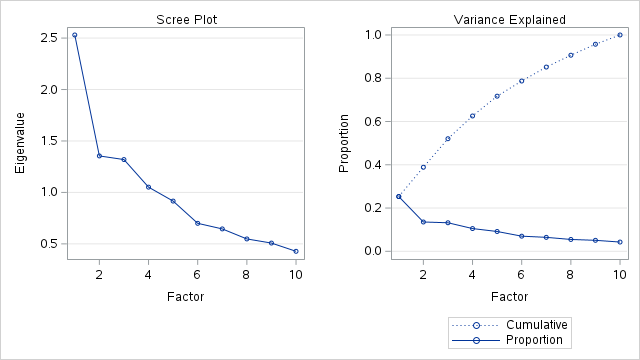 Scree Plot
Eigenvalue
2.5
2.0
1.5
1.0
0.5
2 4 6 8 10
Factor
Variance Explained
Proportion
1.0
0.8
0.6
0.4
0.2
0.0
2 4 6 8 10
Factor
Cumulative
Proportion